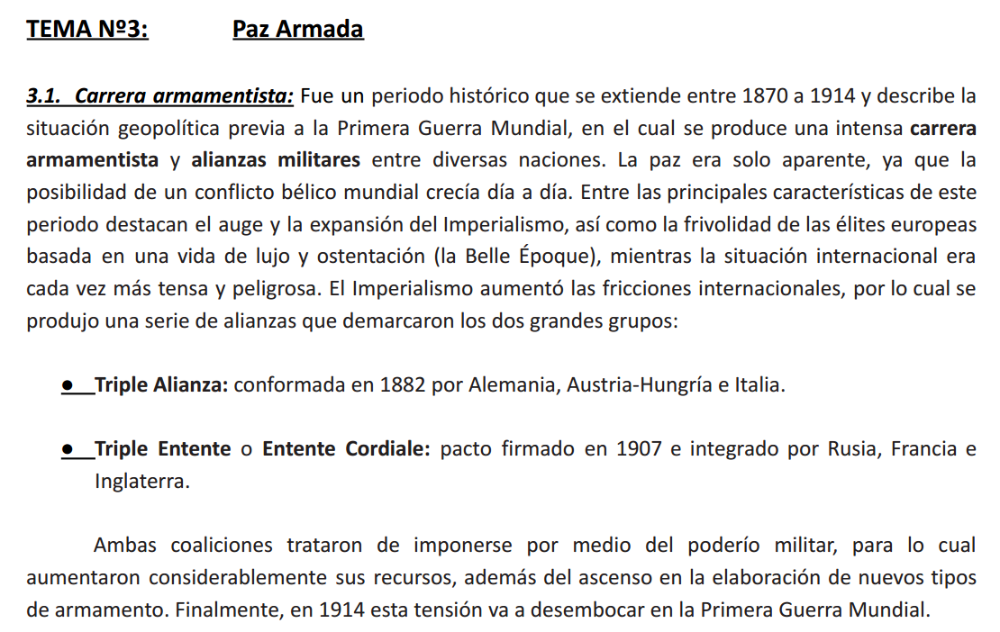 TEMA Nº3: Paz Armada
3.1. Carrera armamentista: Fue un periodo histórico que se extiende entre 1870 a 1914 y describe la
situación geopolítica previa a la Primera Guerra Mundial, en el cual se produce una intensa carrera
armamentista y alianzas militares entre diversas naciones. La paz era solo aparente, ya que la
posibilidad de un conflicto bélico mundial crecía día a día. Entre las principales características de este
periodo destacan el auge y la expansión del Imperialismo, así como la frivolidad de las élites europeas
basada en una vida de lujo y ostentación (la Belle Époque), mientras la situación internacional era
cada vez más tensa y peligrosa. El Imperialismo aumentó las fricciones internacionales, por lo cual se
produjo una serie de alianzas que demarcaron los dos grandes grupos:
● Triple Alianza: conformada en 1882 por Alemania, Austria-Hungría e Italia.
● Triple Entente o Entente Cordiale: pacto firmado en 1907 e integrado por Rusia, Francia e
Inglaterra.
Ambas coaliciones trataron de imponerse por medio del poderío militar, para lo cual
aumentaron considerablemente sus recursos, además del ascenso en la elaboración de nuevos tipos
de armamento. Finalmente, en 1914 esta tensión va a desembocar en la Primera Guerra Mundial.